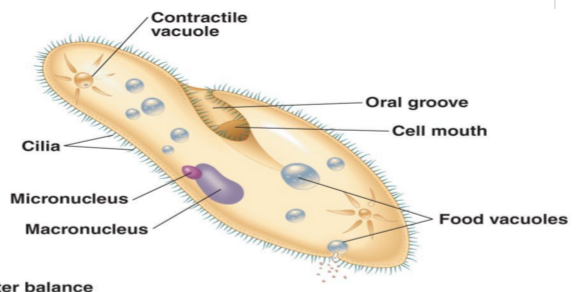 Contractile
vacuole
Oral groove
Cell mouth
Cilia
Micronucleus
Macronucleus
Food vacuoles
ter balance